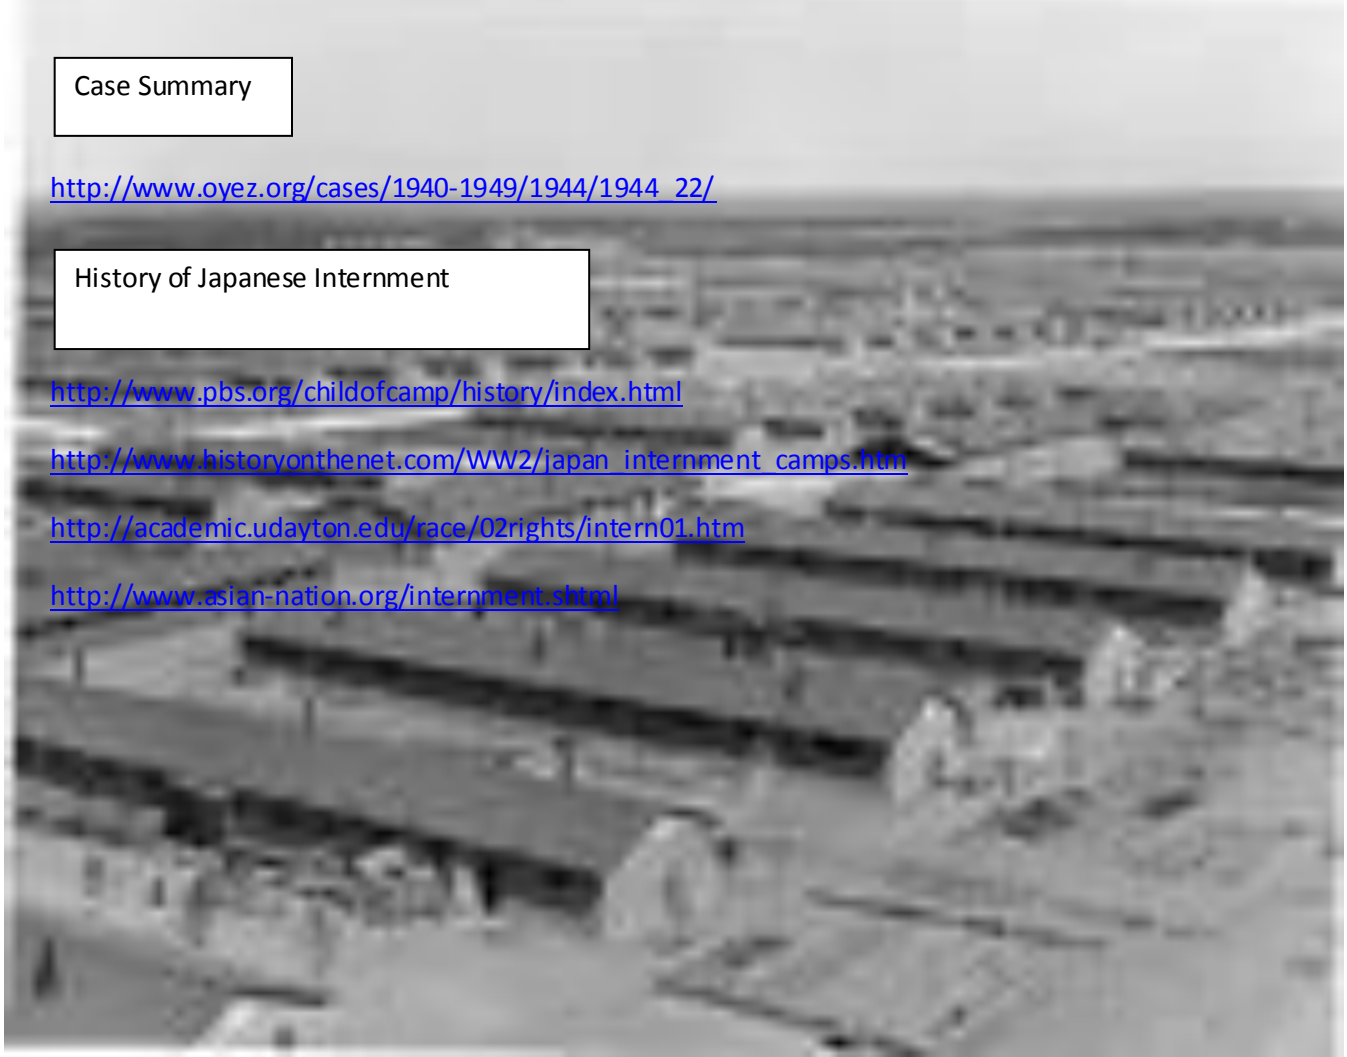 Case Summary
http://www.oyez.org/cases/1940-1949/1944/1944_22/
History of Japanese Internment
http://www.pbs.org/childofcamp/history/index.html
http://www.historyonthenet.com/WW2/japan_internment_camps.htm
http://academic.udayton.edu/race/02rights/intern01.htm
http://www.asian-nation.org/internment.shtml